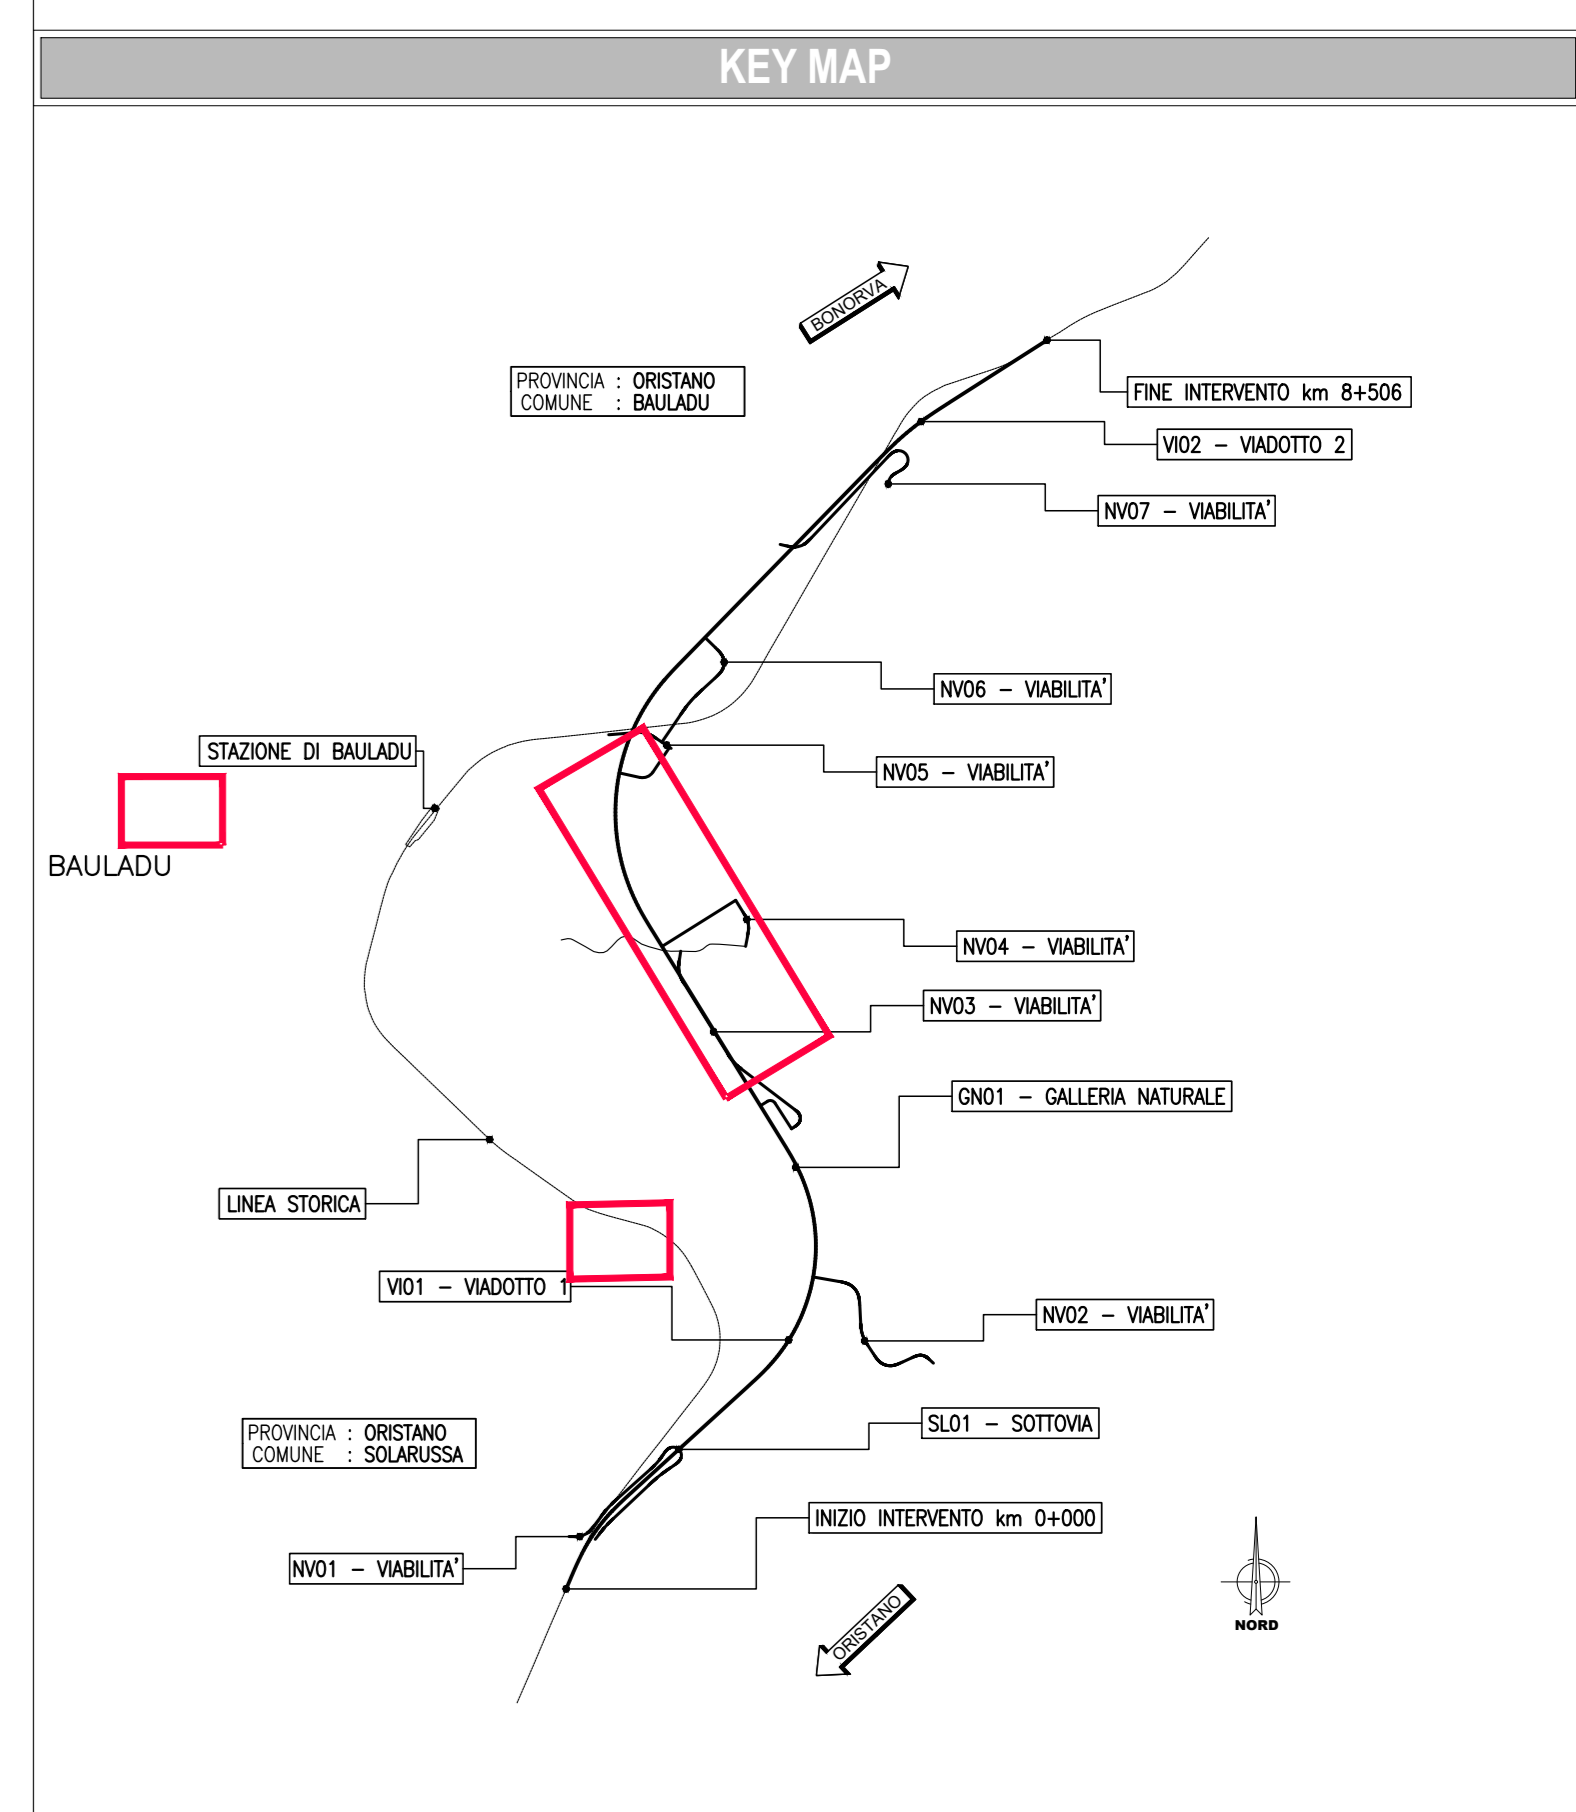 KEY MAP
BONORVA
PROVINCIA : ORISTANO
COMUNE : BAULADU
FINE INTERVENTO km 8+506
VI02 – VIADOTTO 2
NV07 – VIABILITA'
NV06 – VIABILITA'
STAZIONE DI BAULADU
NV05 – VIABILITA'
BAULADU
NV04 – VIABILITA'
NV03 – VIABILITA'
GN01 – GALLERIA NATURALE
LINEA STORICA
VI01 – VIADOTTO 1
NV02 – VIABILITA'
SL01 – SOTTOVIA
PROVINCIA : ORISTANO
COMUNE : SOLARUSSA
INIZIO INTERVENTO km 0+000
NV01 – VIABILITA'
ORISTANO
NORD